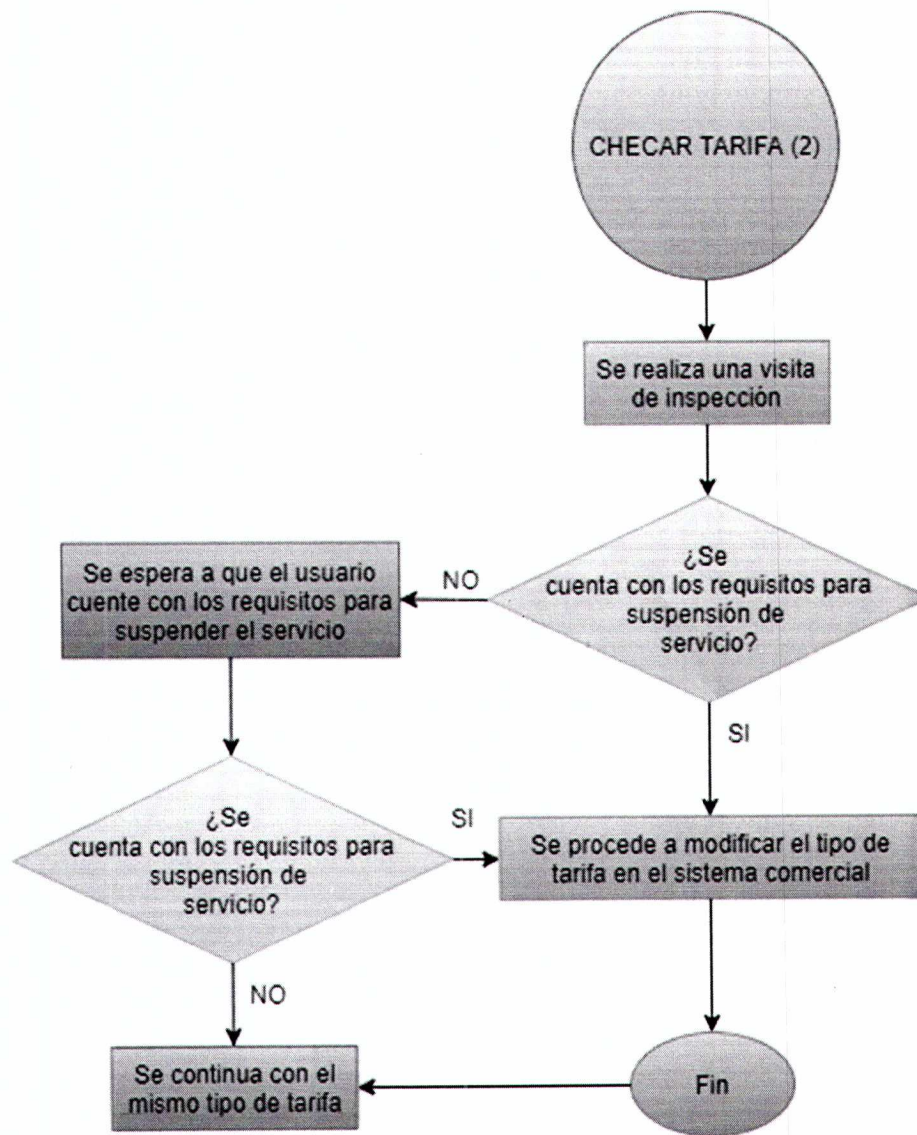 CHECAR TARIFA (2)
Se realiza una visita
de inspección
¿Se
cuenta con los requisitos para
suspensión de
servicio?
NO
Se espera a que el usuario
cuente con los requisitos para
suspender el servicio
SI
¿Se
cuenta con los requisitos para
suspensión de
servicio?
SI
Se procede a modificar el tipo de
tarifa en el sistema comercial
NO
Se continua con el
mismo tipo de tarifa
Fin